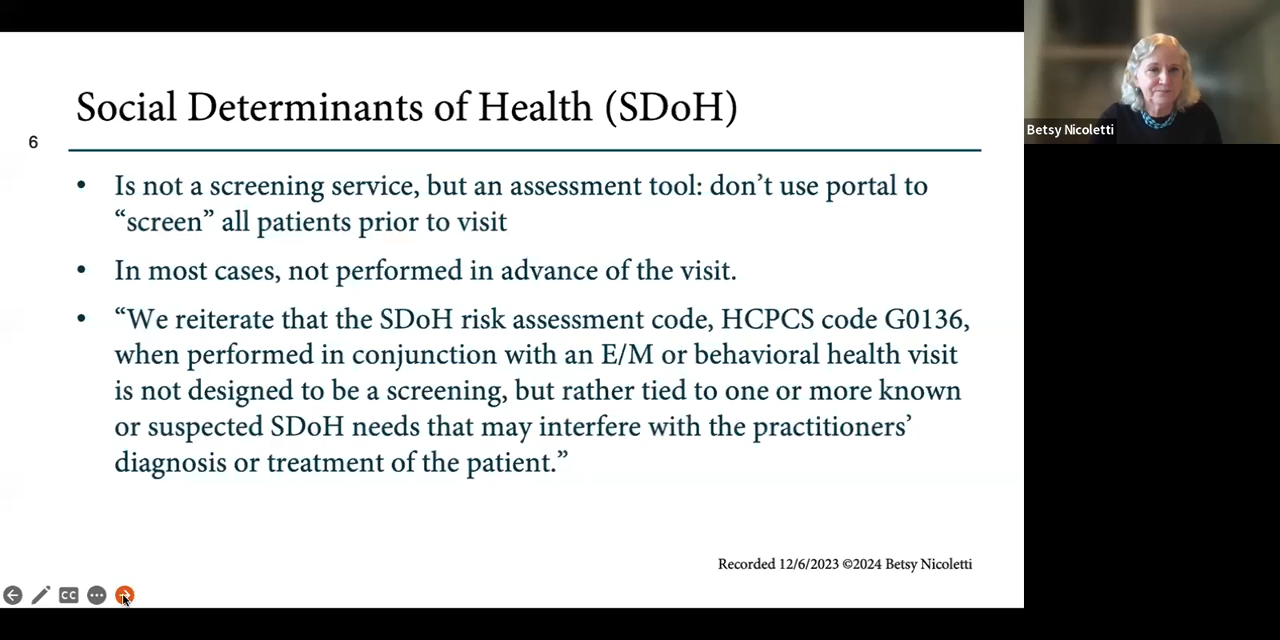 Social Determinants of Health (SDoH)
6
• Is not a screening service, but an assessment tool: don’t use portal to
“screen” all patients prior to visit
• In most cases, not performed in advance of the visit.
• “We reiterate that the SDoH risk assessment code, HCPCS code G0136,
when performed in conjunction with an E/M or behavioral health visit
is not designed to be a screening, but rather tied to one or more known
or suspected SDoH needs that may interfere with the practitioners’
diagnosis or treatment of the patient.”
Recorded 12/6/2023 ©2024 Betsy Nicoletti
CC
Betsy Nicoletti